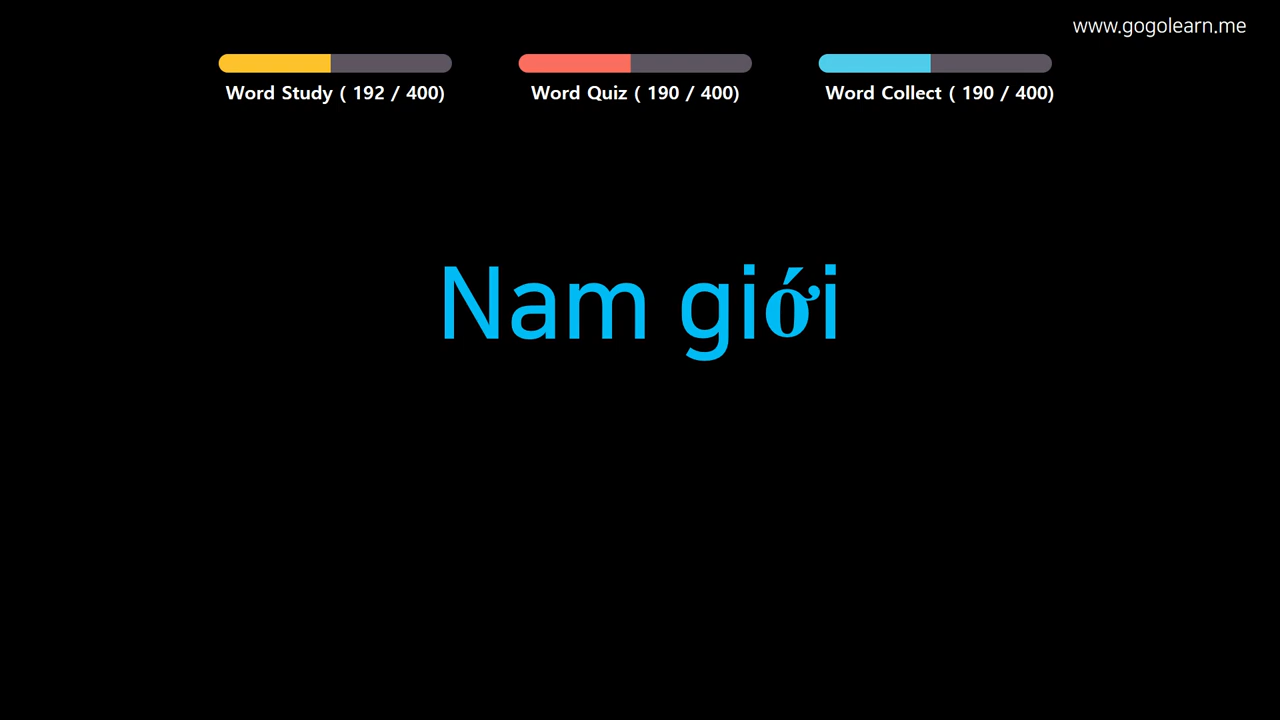 www.gogolearn.me
Word Study ( 192 / 400)
Word Quiz ( 190 / 400)
Word Collect ( 190 / 400)
Nam giới